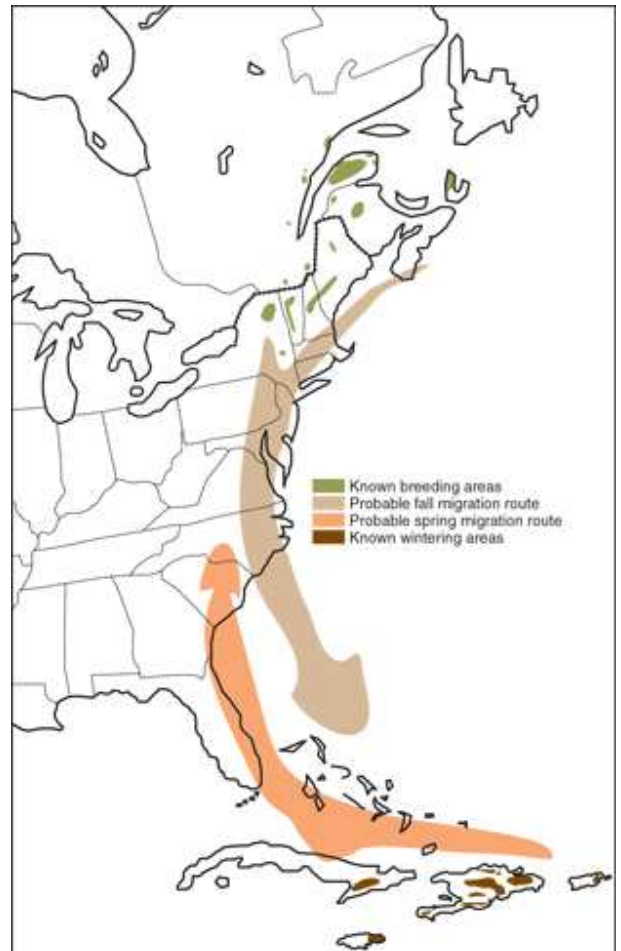 Known breeding areas
Probable fall migration route
Probable spring migration route
Known wintering areas